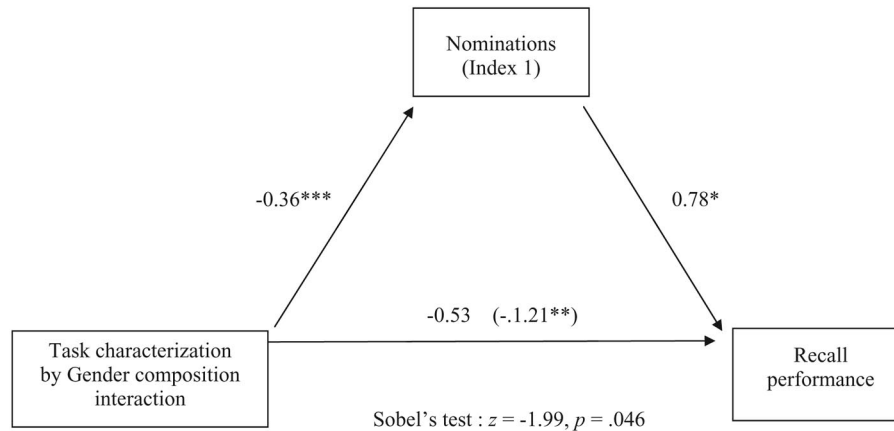 Nominations
(Index 1)
-0.36***
0.78*
-0.53 (-.1.21**)
Task characterization
by Gender composition
interaction
Recall
performance
Sobel’s test : z = -1.99, p = .046